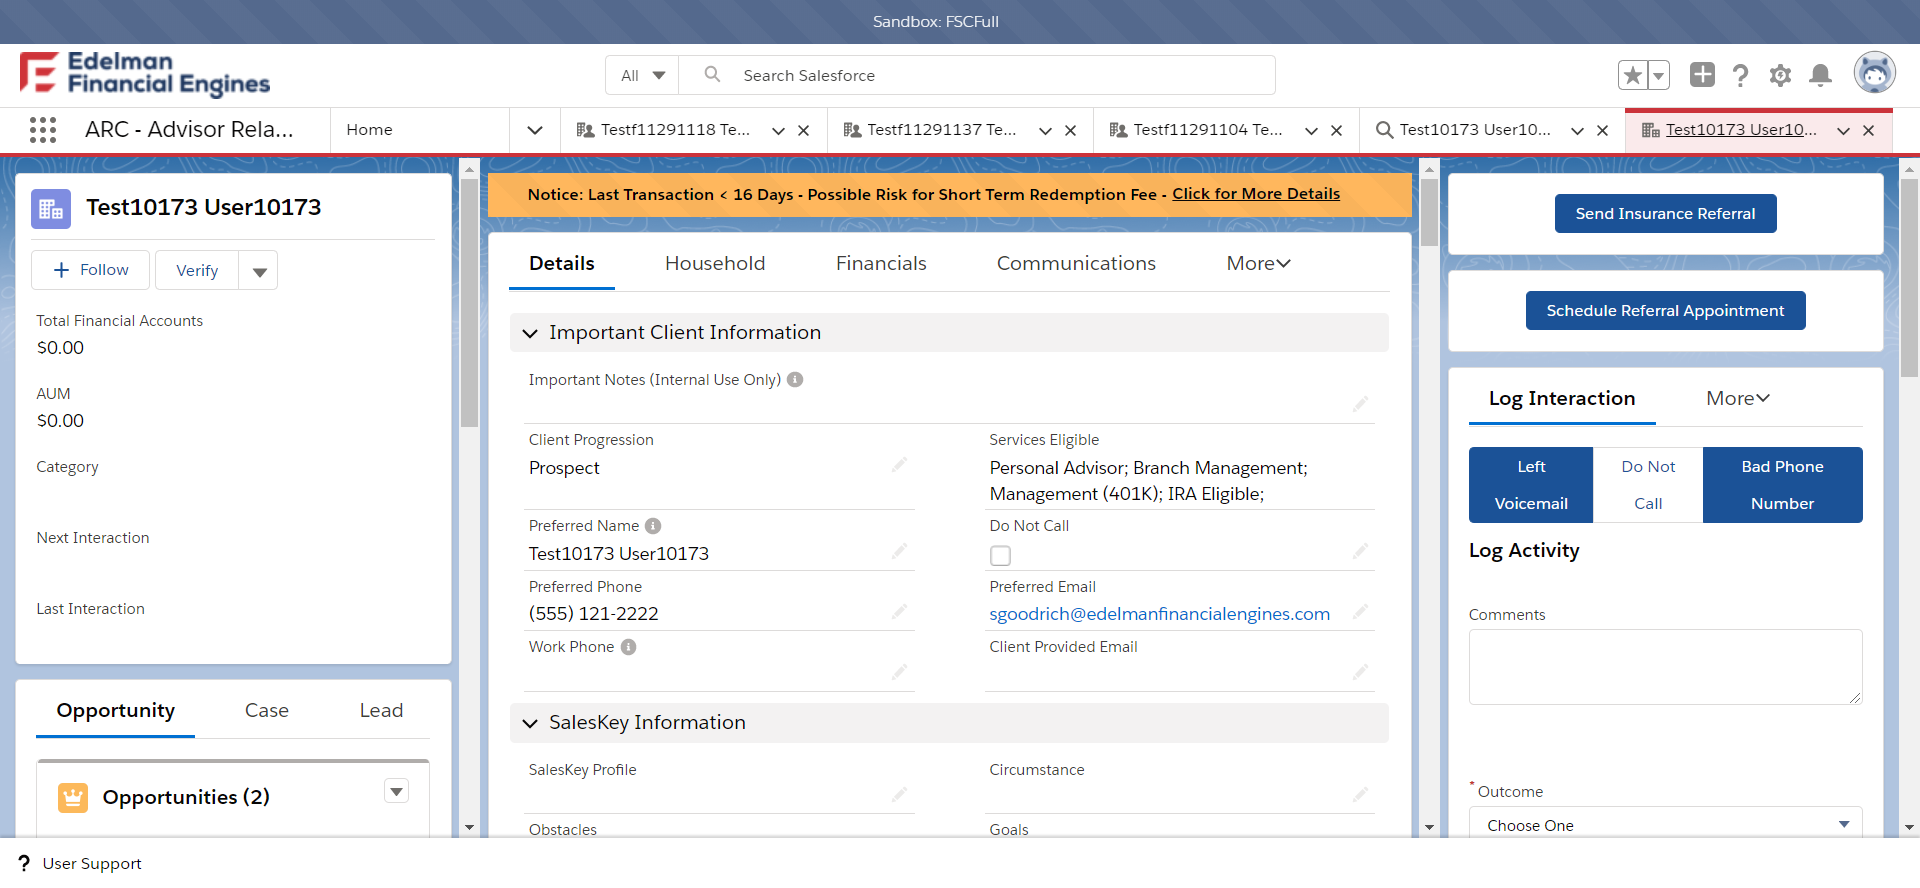 Sandbox: FSCFull
Edelman
Financial Engines
All
Search Salesforce
ARC - Advisor Rela...
Home
Testf11291118 Te...
Testf11291137 Te...
Testf11291104 Te...
Test10173 User10...
Test10173 User10...
Test10173 User10173
Follow
Verify
Total Financial Accounts
$0.00
AUM
$0.00
Category
Next Interaction
Last Interaction
Opportunity
Case
Lead
Opportunities (2)
Notice: Last Transaction < 16 Days - Possible Risk for Short Term Redemption Fee - Click for More Details
Details
Household
Financials
Communications
More
Important Client Information
Important Notes (Internal Use Only)
Client Progression
Prospect
Services Eligible
Personal Advisor; Branch Management;
Management (401K); IRA Eligible;
Preferred Name
Test10173 User10173
Do Not Call
Preferred Phone
(555) 121-2222
Preferred Email
sgoodrich@edelmanfinancialengines.com
Work Phone
Client Provided Email
SalesKey Information
SalesKey Profile
Circumstance
Obstacles
Goals
Send Insurance Referral
Schedule Referral Appointment
Log Interaction
More
Left
Voicemail
Do Not
Call
Bad Phone
Number
Log Activity
Comments
*Outcome
Choose One
? User Support